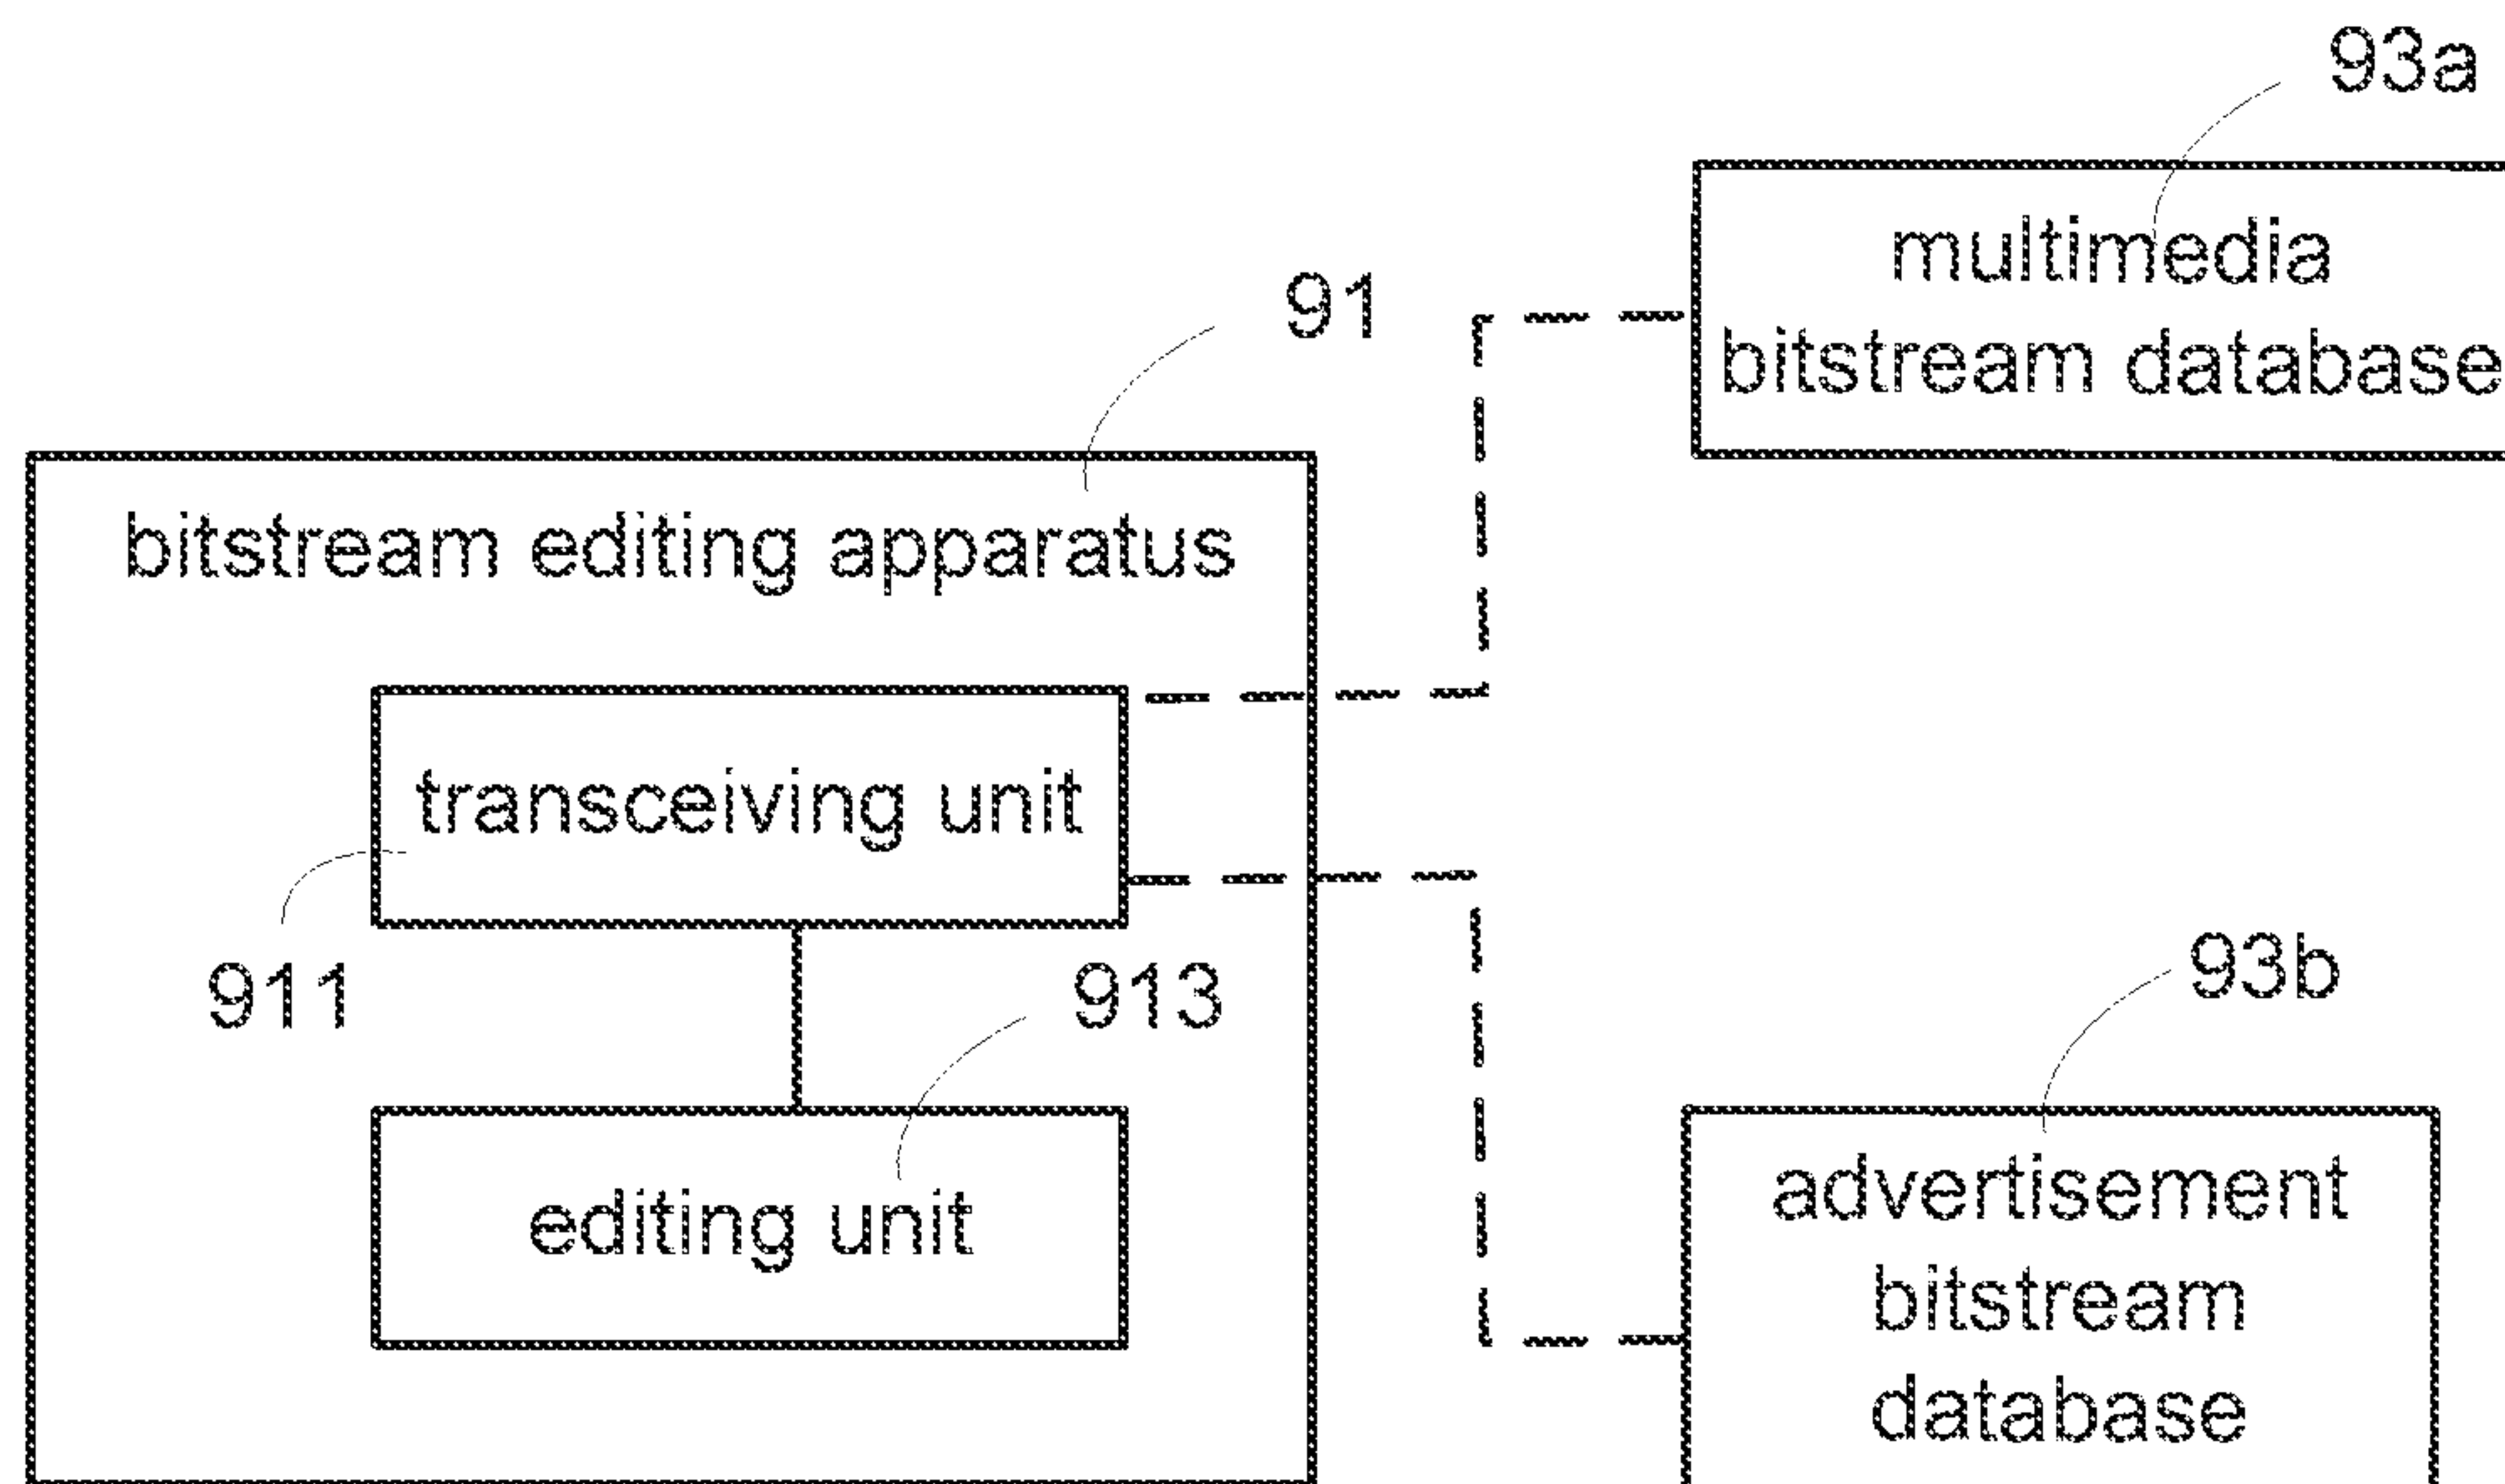 93a
multimedia
bitstream database
91
bitstream editing apparatus
transceiving unit
911
913
93b
editing unit
advertisement
bitstream
database